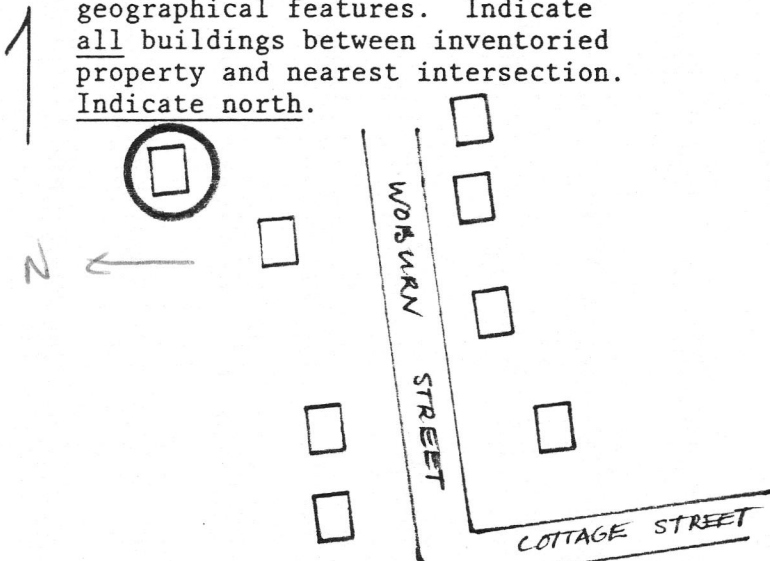 geographical features. Indicate
all buildings between inventoried
property and nearest intersection.
Indicate north.
N
WOBURN STREET
COTTAGE STREET